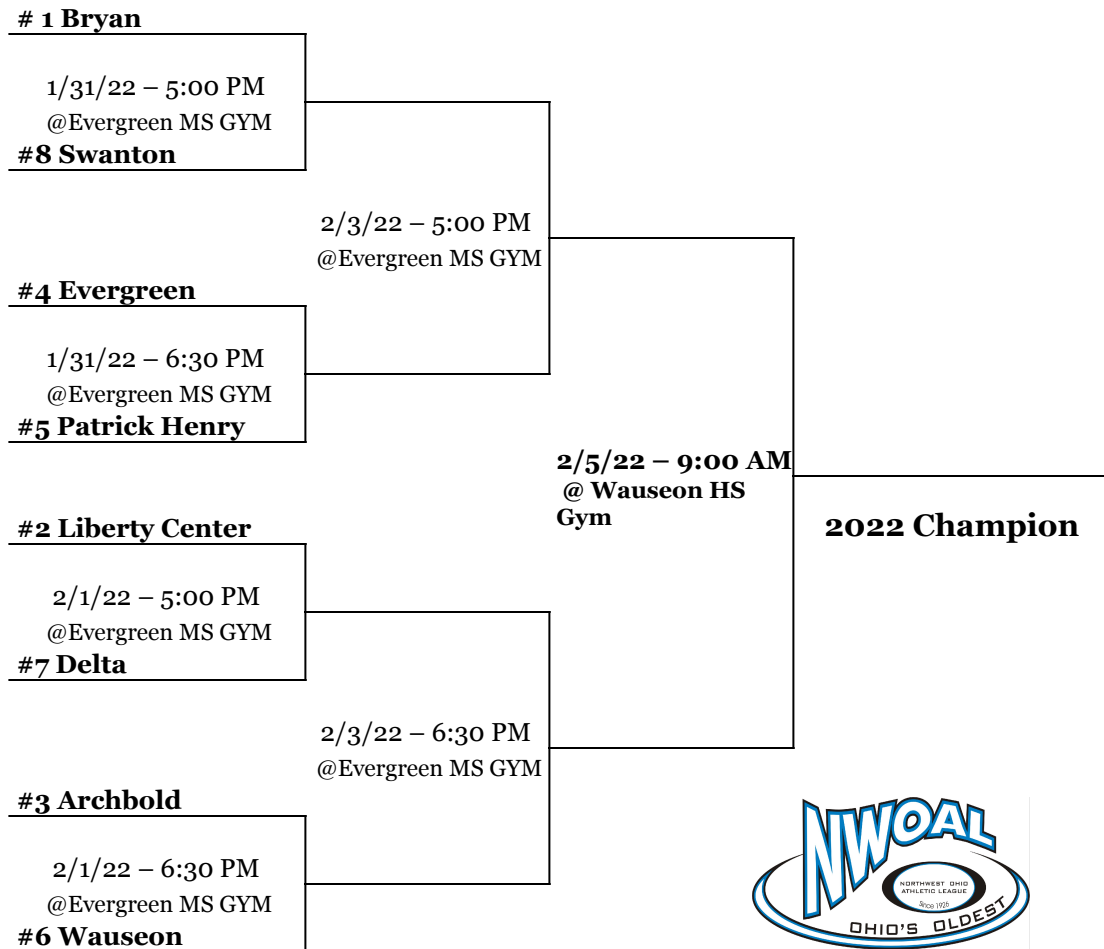 # 1 Bryan
1/31/22 – 5:00 PM
@Evergreen MS GYM
#8 Swanton
2/3/22 – 5:00 PM
@Evergreen MS GYM
#4 Evergreen
1/31/22 – 6:30 PM
@Evergreen MS GYM
#5 Patrick Henry
2/5/22 – 9:00 AM
@ Wauseon HS
Gym
2022 Champion
#2 Liberty Center
2/1/22 – 5:00 PM
@Evergreen MS GYM
#7 Delta
2/3/22 – 6:30 PM
@Evergreen MS GYM
#3 Archbold
2/1/22 – 6:30 PM
@Evergreen MS GYM
#6 Wauseon
NWOAL
NORTHWEST OHIO
ATHLETIC LEAGUE
Since 1926
OHIO'S OLDEST